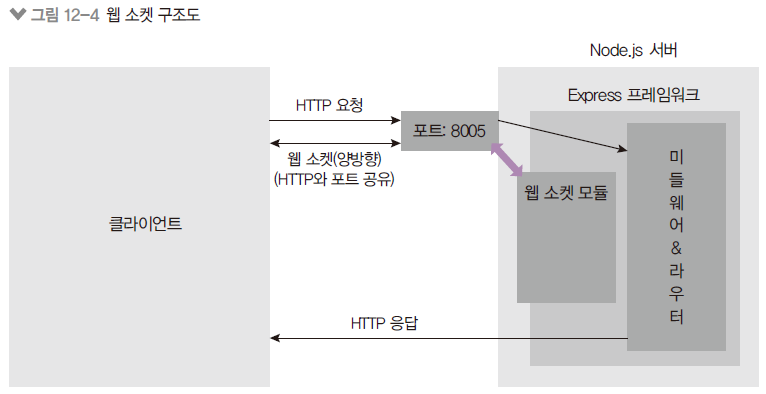 그림 12-4 웹 소켓 구조도
Node.js 서버
Express 프레임워크
HTTP 요청
포트: 8005
웹 소켓(양방향)
(HTTP와 포트 공유)
클라이언트
웹 소켓 모듈
미들웨어&라우터
HTTP 응답